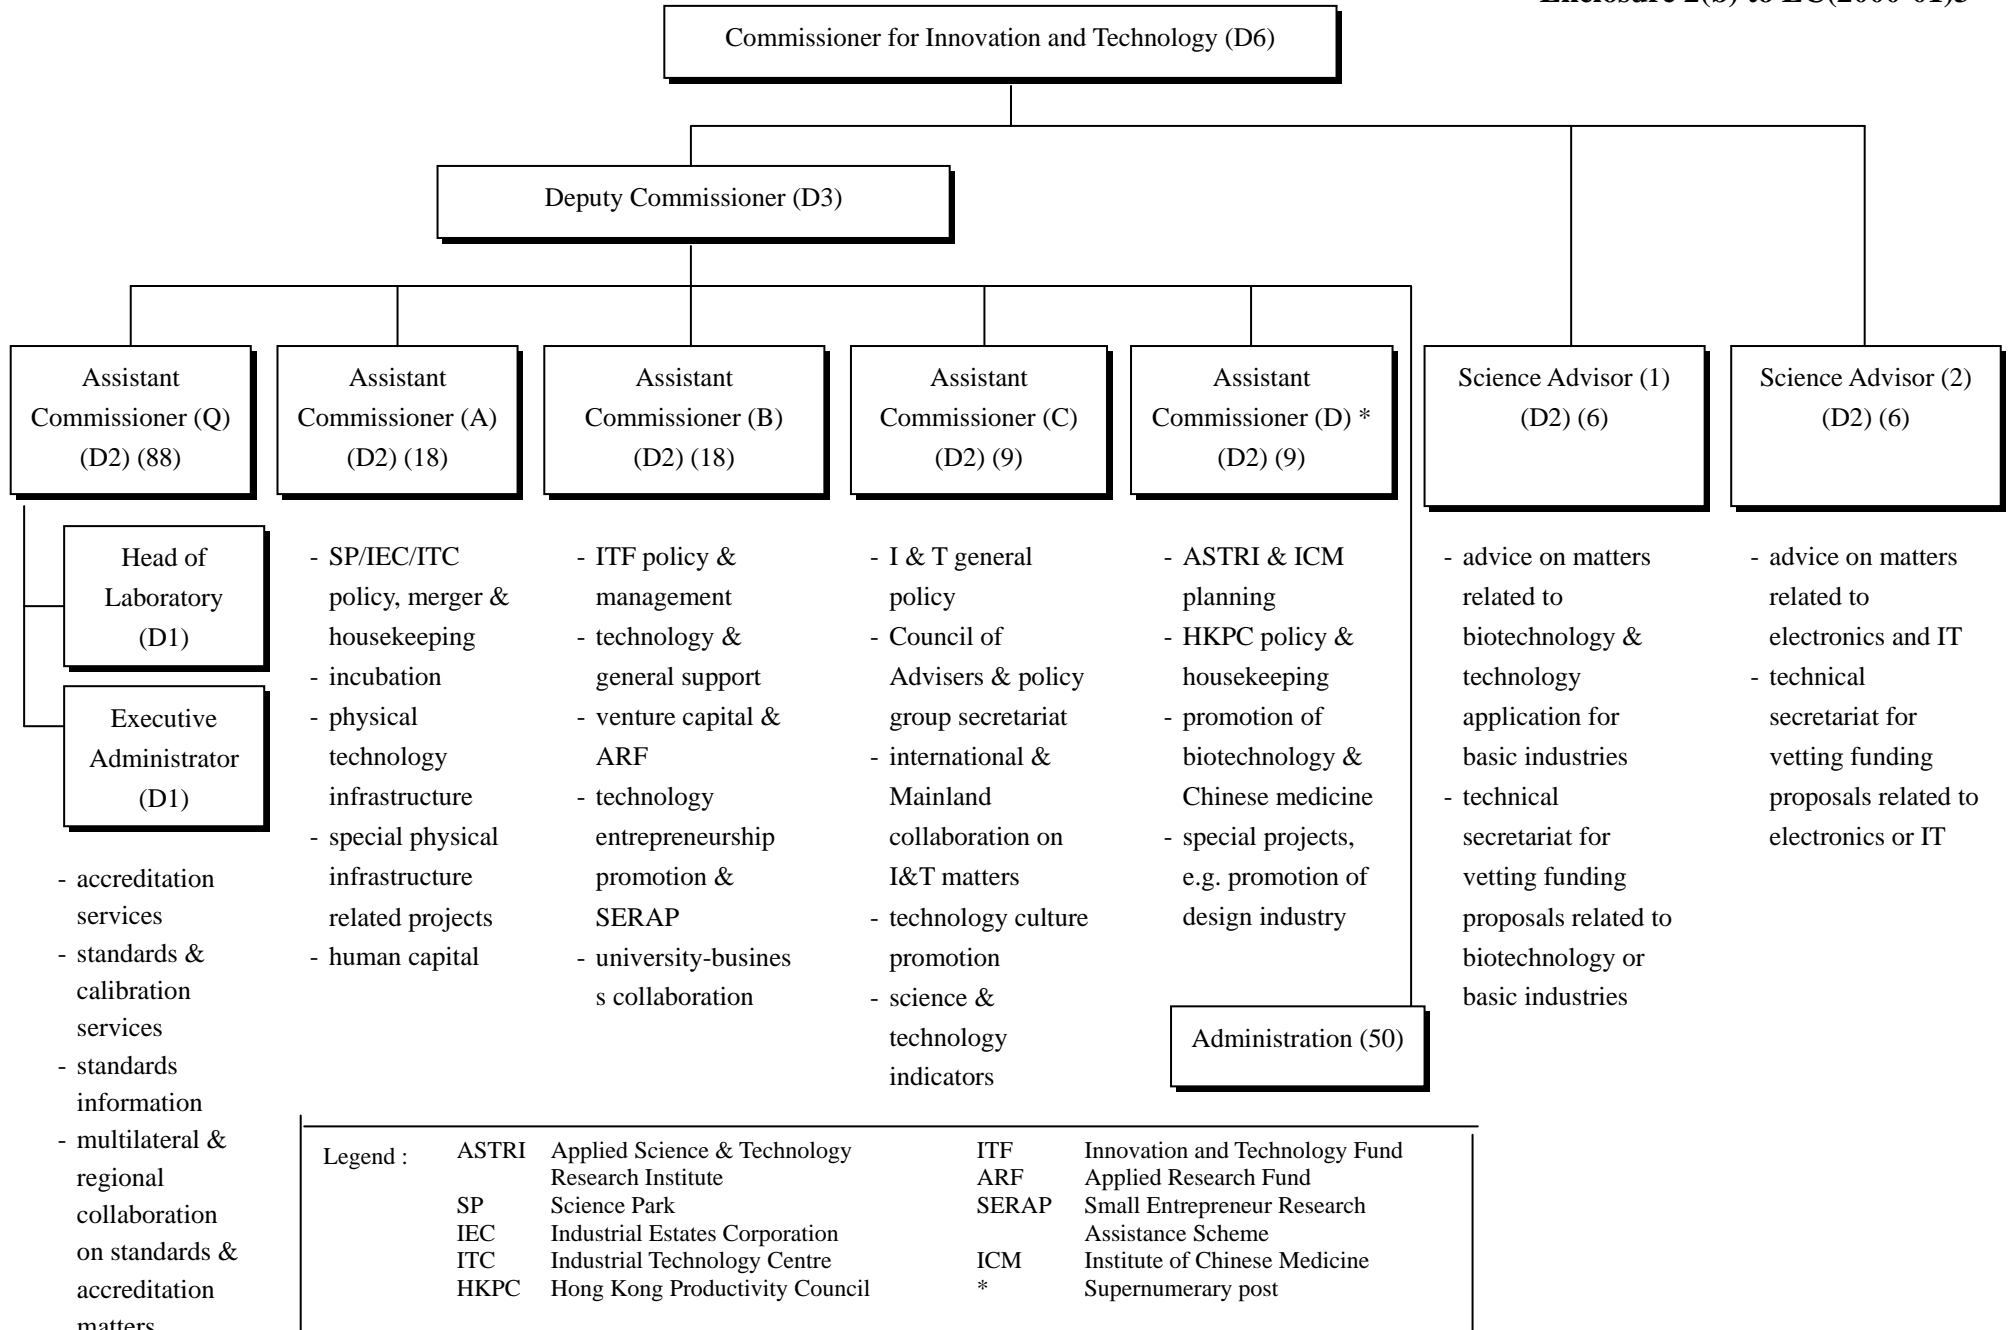 Enclosure 2(b) to EC(2000-01)3
Commissioner for Innovation and Technology (D6)
Deputy Commissioner (D3)
Assistant
Commissioner (Q)
(D2) (88)
Assistant
Commissioner (A)
(D2) (18)
Assistant
Commissioner (B)
(D2) (18)
Assistant
Commissioner (C)
(D2) (9)
Assistant
Commissioner (D) *
(D2) (9)
Science Advisor (1)
(D2) (6)
Science Advisor (2)
(D2) (6)
Head of
Laboratory
(D1)
Executive
Administrator
(D1)
- accreditation
services
- standards &
calibration
services
- standards
information
- multilateral &
regional
collaboration
on standards &
accreditation
matters
- SP/IEC/ITC
policy, merger &
housekeeping
- incubation
- physical
technology
infrastructure
- special physical
infrastructure
related projects
- human capital
- ITF policy &
management
- technology &
general support
- venture capital &
ARF
- technology
entrepreneurship
promotion &
SERAP
- university-busines
s collaboration
- I & T general
policy
- Council of
Advisers & policy
group secretariat
- international &
Mainland
collaboration on
I&T matters
- technology culture
promotion
- science &
technology
indicators
- ASTRI & ICM
planning
- HKPC policy &
housekeeping
- promotion of
biotechnology &
Chinese medicine
- special projects,
e.g. promotion of
design industry
Administration (50)
- advice on matters
related to
biotechnology &
technology
application for
basic industries
- technical
secretariat for
vetting funding
proposals related to
biotechnology or
basic industries
- advice on matters
related to
electronics and IT
- technical
secretariat for
vetting funding
proposals related to
electronics or IT
Legend :
ASTRI Applied Science & Technology
Research Institute
SP Science Park
IEC Industrial Estates Corporation
ITC Industrial Technology Centre
HKPC Hong Kong Productivity Council
ITF Innovation and Technology Fund
ARF Applied Research Fund
SERAP Small Entrepreneur Research
Assistance Scheme
ICM Institute of Chinese Medicine
* Supernumerary post